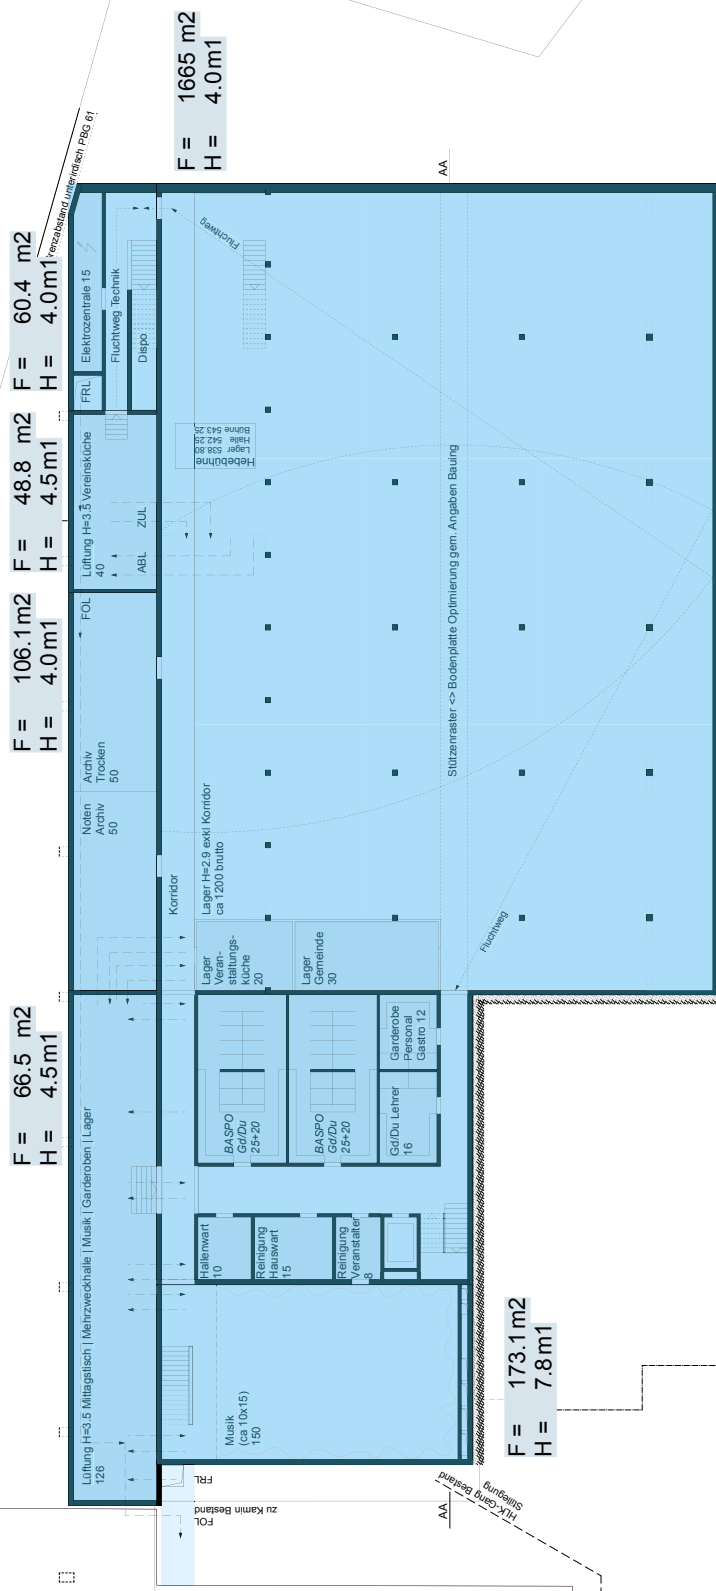 F = 1665 m2
H = 4.0m1
renzabstand unterirdisch PBG 61
AA
F = 60.4 m2
H = 4.0m1
Elektrozentrale 15
Fluchtweg Technik
Dispo
FRL
Fluchtweg
F = 48.8 m2
H = 4.5m1
Lüftung H=3.5 Vereinsküche
40
ZUL
ABL
Hebebühne
Lager 538.80
Halle 542.25
Bühne 543.25
Stützenraster <> Bodenplatte Optimierung gem. Angaben Bauing
F = 106.1m2
H = 4.0m1
FOL
Archiv
Trocken
50
Noten
Archiv
50
Korridor
Lager H=2.9 exkl Korridor
ca 1200 brutto
Lager
Veran-
staltungs-
küche
20
Lager
Gemeinde
30
Fluchtweg
F = 66.5 m2
H = 4.5m1
Lüftung H=3.5 Mittagstisch | Mehrzweckhalle | Musik | Garderoben | Lager
126
BASPO
Gd/Du
25+20
BASPO
Gd/Du
25+20
Garderobe
Personal
Gastro 12
Gd/Du Lehrer
16
Hallenwart
10
Reinigung
Hauswart
15
Reinigung
Veranstalter
8
Musik
(ca 10x15)
150
F = 173.1m2
H = 7.8m1
FRL
zu Kamin Bestand
FOL
AA
HLK-Gang Bestand
Stilllegung